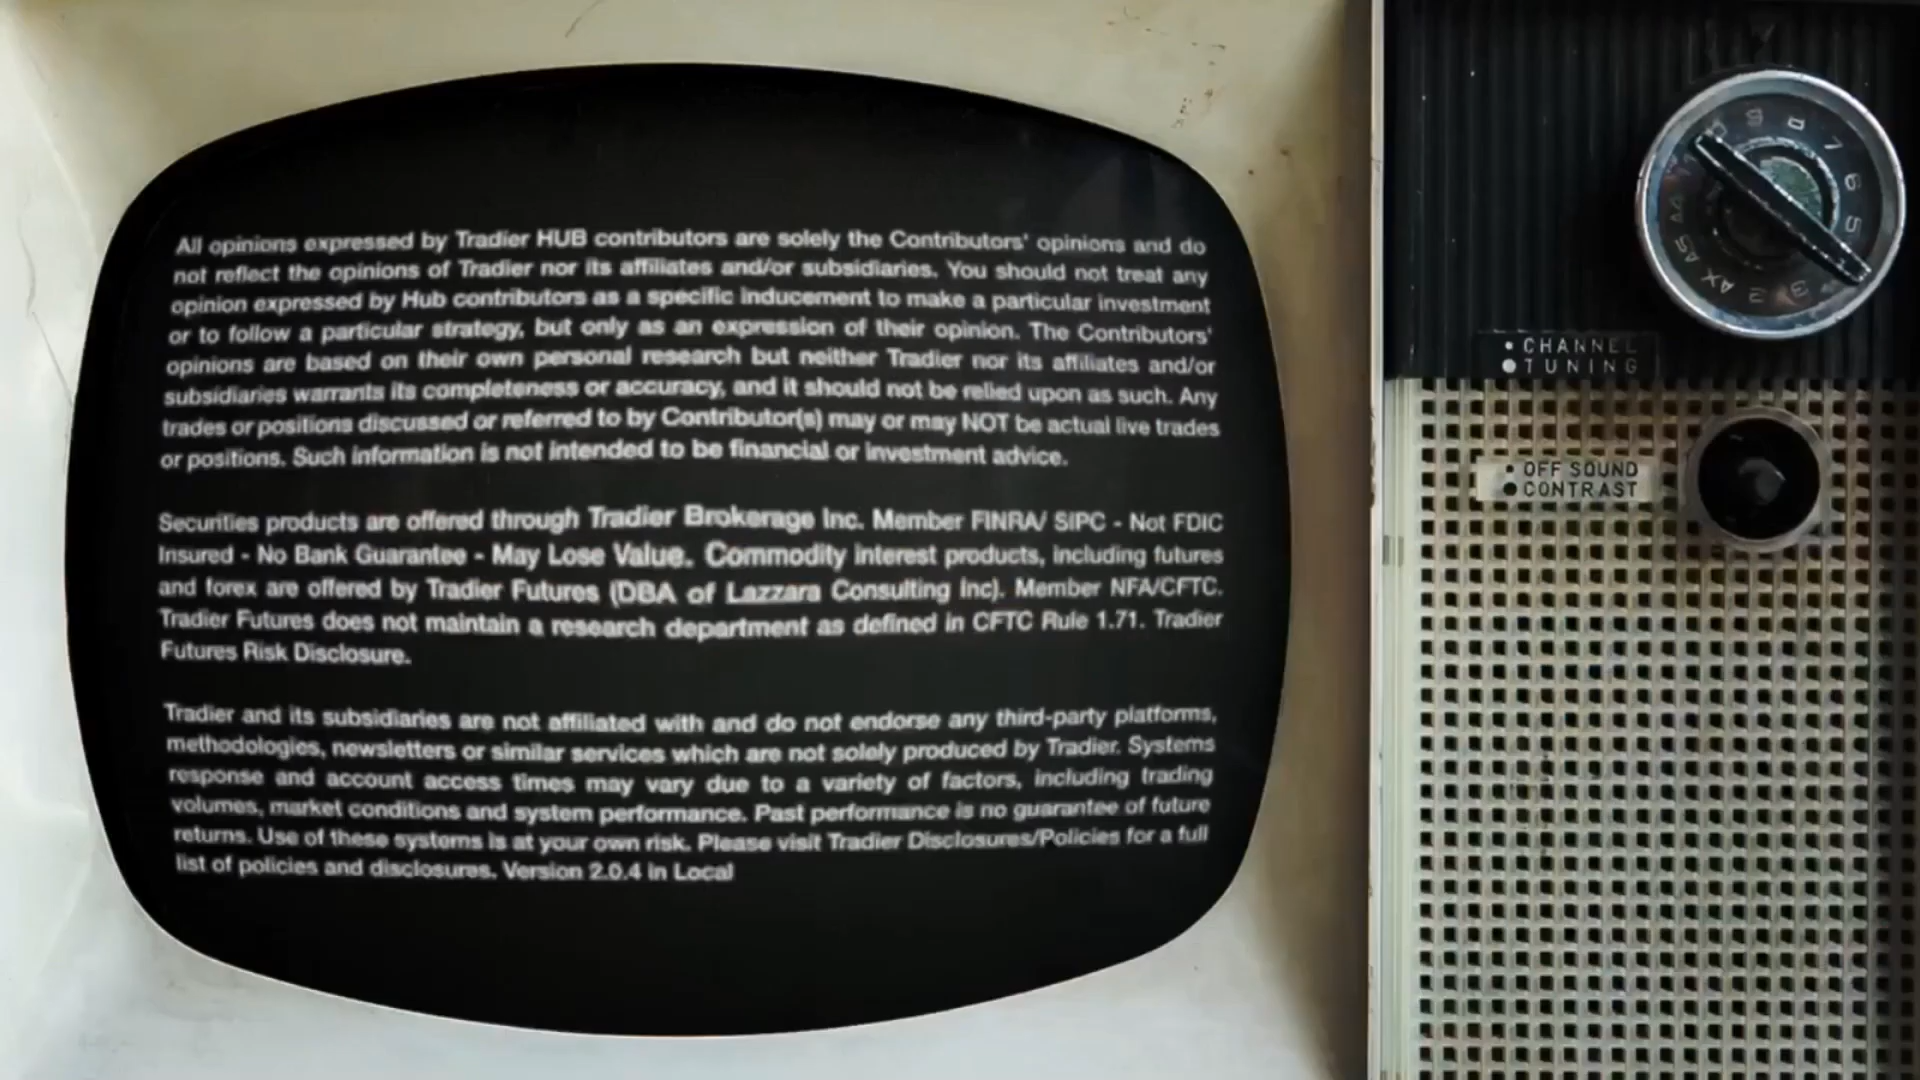 All opinions expressed by Tradier HUB contributors are solely the Contributors' opinions and do
not reflect the opinions of Tradier nor its affiliates and/or subsidiaries. You should not treat any
opinion expressed by Hub contributors as a specific inducement to make a particular investment
or to follow a particular strategy, but only as an expression of their opinion. The Contributors'
opinions are based on their own personal research but neither Tradier nor its affiliates and/or
subsidiaries warrants its completeness or accuracy, and it should not be relied upon as such. Any
trades or positions discussed or referred to by Contributor(s) may or may NOT be actual live trades
or positions. Such information is not intended to be financial or investment advice.
Securities products are offered through Tradier Brokerage Inc. Member FINRA/ SIPC - Not FDIC
Insured - No Bank Guarantee - May Lose Value. Commodity interest products, including futures
and forex are offered by Tradier Futures (DBA of Lazzara Consulting Inc). Member NFA/CFTC.
Tradier Futures does not maintain a research department as defined in CFTC Rule 1.71. Tradier
Futures Risk Disclosure.
Tradier and its subsidiaries are not affiliated with and do not endorse any third-party platforms,
methodologies, newsletters or similar services which are not solely produced by Tradier. Systems
response and account access times may vary due to a variety of factors, including trading
volumes, market conditions and system performance. Past performance is no guarantee of future
returns. Use of these systems is at your own risk. Please visit Tradier Disclosures/Policies for a full
list of policies and disclosures. Version 2.0.4 in Local
CHANNEL
TUNING
OFF SOUND
CONTRAST